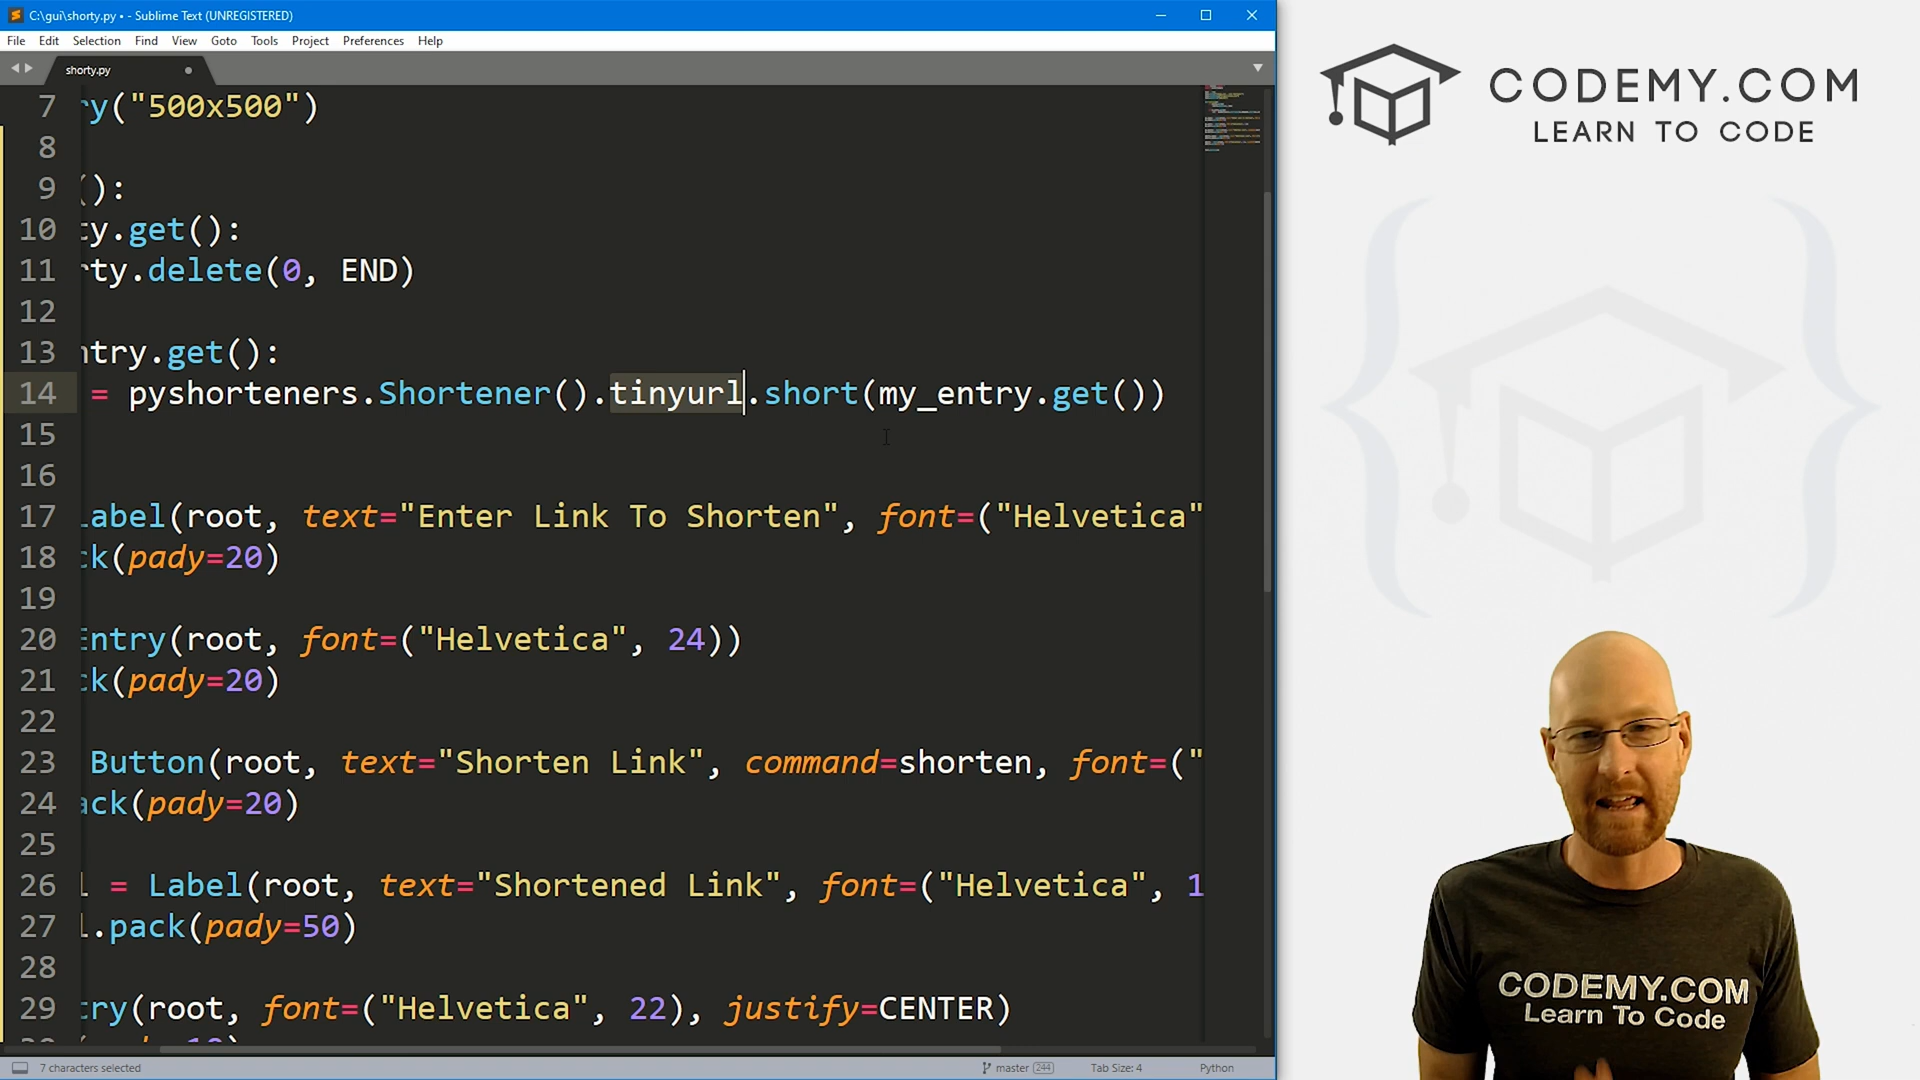 C:\gui\shorty.py • - Sublime Text (UNREGISTERED)
File Edit Selection Find View Goto Tools Project Preferences Help
shorty.py
7 ry("500x500")
8
9 ():
10 ty.get():
11 rty.delete(0, END)
12
13 ntry.get():
14 = pyshorteners.Shortener().tinyurl.short(my_entry.get())
15
16
17 Label(root, text="Enter Link To Shorten", font=("Helvetica"
18 ck(pady=20)
19
20 Entry(root, font=("Helvetica", 24))
21 ck(pady=20)
22
23 Button(root, text="Shorten Link", command=shorten, font=("
24 ack(pady=20)
25
26 l = Label(root, text="Shortened Link", font=("Helvetica", 1
27 l.pack(pady=50)
28
29 try(root, font=("Helvetica", 22), justify=CENTER)
7 characters selected
master 244
Tab Size: 4
Python
CODEMY.COM
LEARN TO CODE
CODEMY.COM
Learn To Code